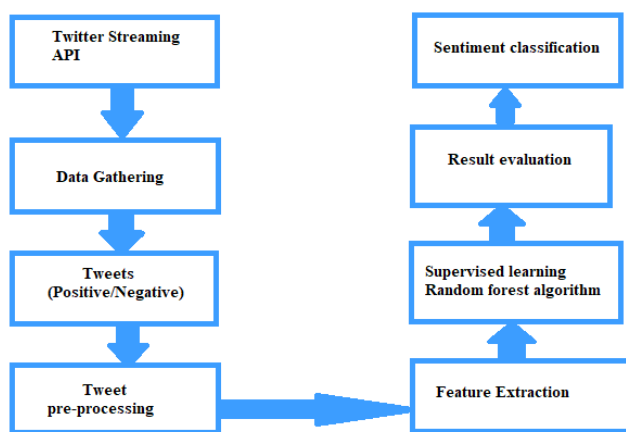 Twitter Streaming
API
Data Gathering
Tweets
(Positive/Negative)
Tweet
pre-processing
Feature Extraction
Supervised learning
Random forest algorithm
Result evaluation
Sentiment classification